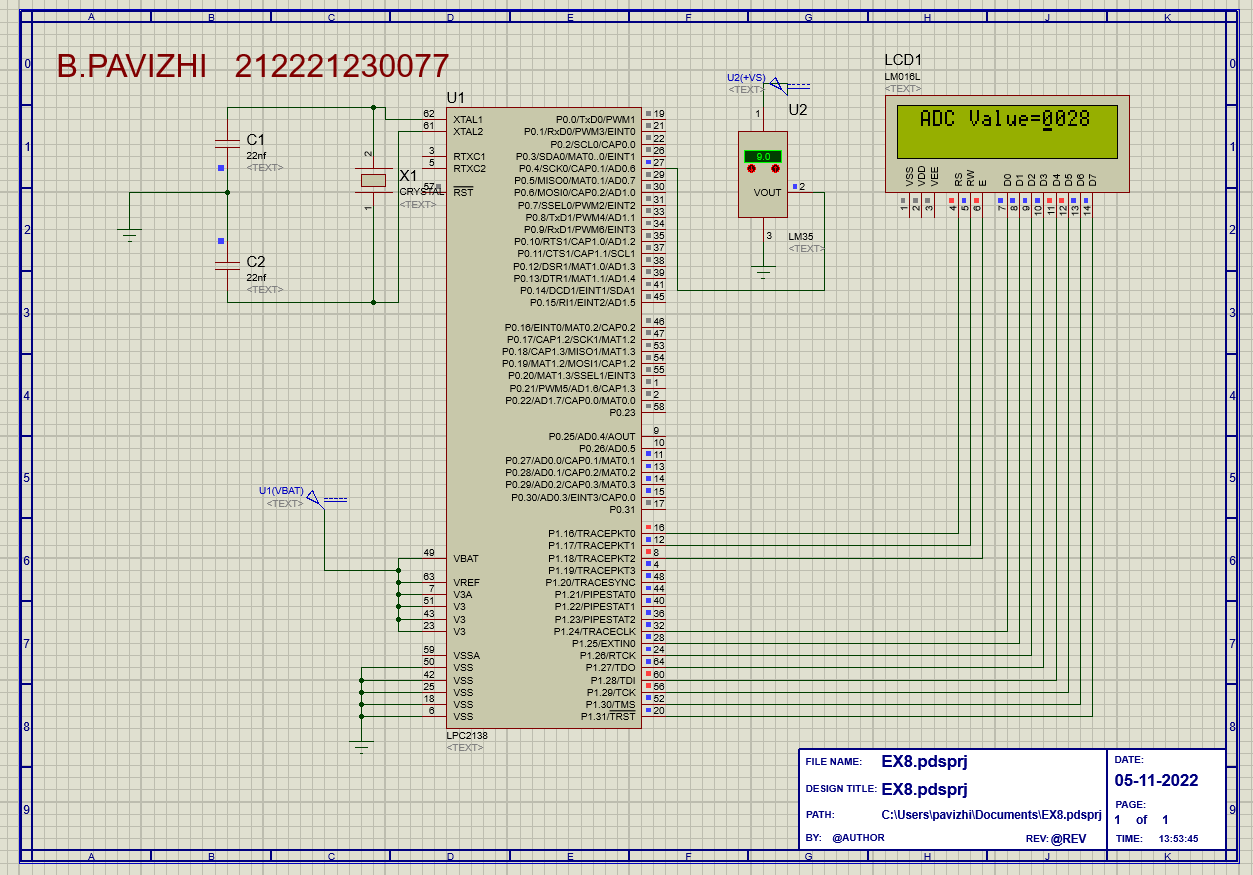 A B C D E F G H J K
B.PAVIZHI 212221230077
LCD1
LM016L
<TEXT>
ADC Value=0028
VSS VDD VEE RS RW E D0 D1 D2 D3 D4 D5 D6 D7
1 2 3 4 5 6 7 8 9 10 11 12 13 14
U2(+VS)
<TEXT>
U2
1
9.0
VOUT
2
3
LM35
<TEXT>
C1
22nf
<TEXT>
C2
22nf
<TEXT>
2
X1
CRYSTAL
<TEXT>
1
U1
62 XTAL1
61 XTAL2
3 RTXC1
5 RTXC2
57 RST
P0.0/TxD0/PWM1 19
P0.1/RxD0/PWM3/EINT0 21
P0.2/SCL0/CAP0.0 22
P0.3/SDA0/MAT0..0/EINT1 26
P0.4/SCK0/CAP0.1/AD0.6 27
P0.5/MISO0/MAT0.1/AD0.7 29
P0.6/MOSI0/CAP0.2/AD1.0 30
P0.7/SSEL0/PWM2/EINT2 31
P0.8/TxD1/PWM4/AD1.1 33
P0.9/RxD1/PWM6/EINT3 34
P0.10/RTS1/CAP1.0/AD1.2 35
P0.11/CTS1/CAP1.1/SCL1 37
P0.12/DSR1/MAT1.0/AD1.3 38
P0.13/DTR1/MAT1.1/AD1.4 39
P0.14/DCD1/EINT1/SDA1 41
P0.15/RI1/EINT2/AD1.5 45
P0.16/EINT0/MAT0.2/CAP0.2 46
P0.17/CAP1.2/SCK1/MAT1.2 47
P0.18/CAP1.3/MISO1/MAT1.3 53
P0.19/MAT1.2/MOSI1/CAP1.2 54
P0.20/MAT1.3/SSEL1/EINT3 55
P0.21/PWM5/AD1.6/CAP1.3 1
P0.22/AD1.7/CAP0.0/MAT0.0 2
P0.23 58
P0.25/AD0.4/AOUT 9
P0.26/AD0.5 10
P0.27/AD0.0/CAP0.1/MAT0.1 11
P0.28/AD0.1/CAP0.2/MAT0.2 13
P0.29/AD0.2/CAP0.3/MAT0.3 14
P0.30/AD0.3/EINT3/CAP0.0 15
P0.31 17
U1(VBAT)
<TEXT>
P1.16/TRACEPKT0 16
P1.17/TRACEPKT1 12
49 VBAT P1.18/TRACEPKT2 8
P1.19/TRACEPKT3 4
63 VREF P1.20/TRACESYNC 48
7 V3A P1.21/PIPESTAT0 44
51 V3 P1.22/PIPESTAT1 40
43 V3 P1.23/PIPESTAT2 36
23 V3 P1.24/TRACECLK 32
P1.25/EXTIN0 28
59 VSSA P1.26/RTCK 24
50 VSS P1.27/TDO 64
42 VSS P1.28/TDI 60
25 VSS P1.29/TCK 56
18 VSS P1.30/TMS 52
6 VSS P1.31/TRST 20
LPC2138
<TEXT>
FILE NAME: EX8.pdsprj
DESIGN TITLE: EX8.pdsprj
PATH: C:\Users\pavizhi\Documents\EX8.pdsprj
BY: @AUTHOR REV: @REV
DATE:
05-11-2022
PAGE:
1 of 1
TIME: 13:53:45
0 1 2 3 4 5 6 7 8 9
0 1 2 3 4 5 6 7 8 9
A B C D E F G H J K